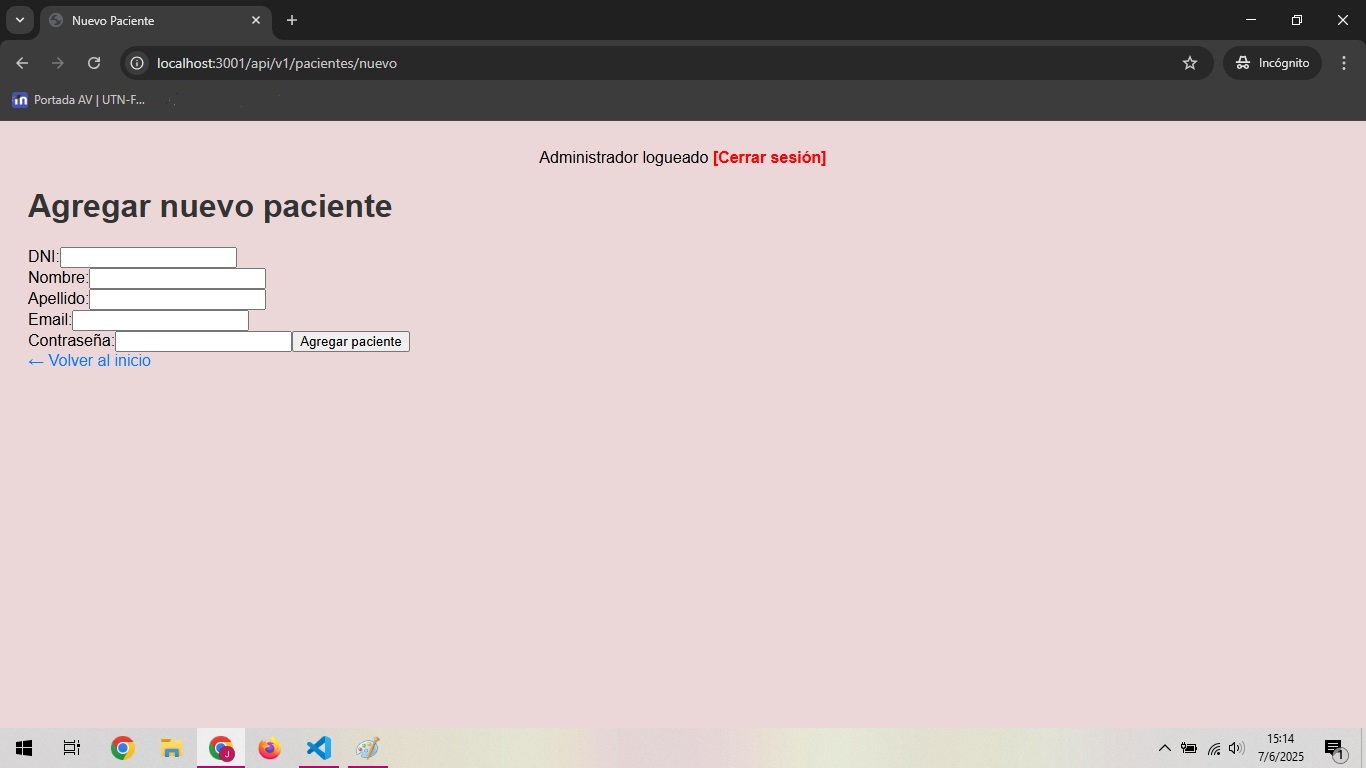 Nuevo Paciente
localhost:3001/api/v1/pacientes/nuevo
Incógnito
Portada AV | UTN-F...
Administrador logueado [Cerrar sesión]
Agregar nuevo paciente
DNI:
Nombre:
Apellido:
Email:
Contraseña: Agregar paciente
← Volver al inicio
J
15:14
7/6/2025
1